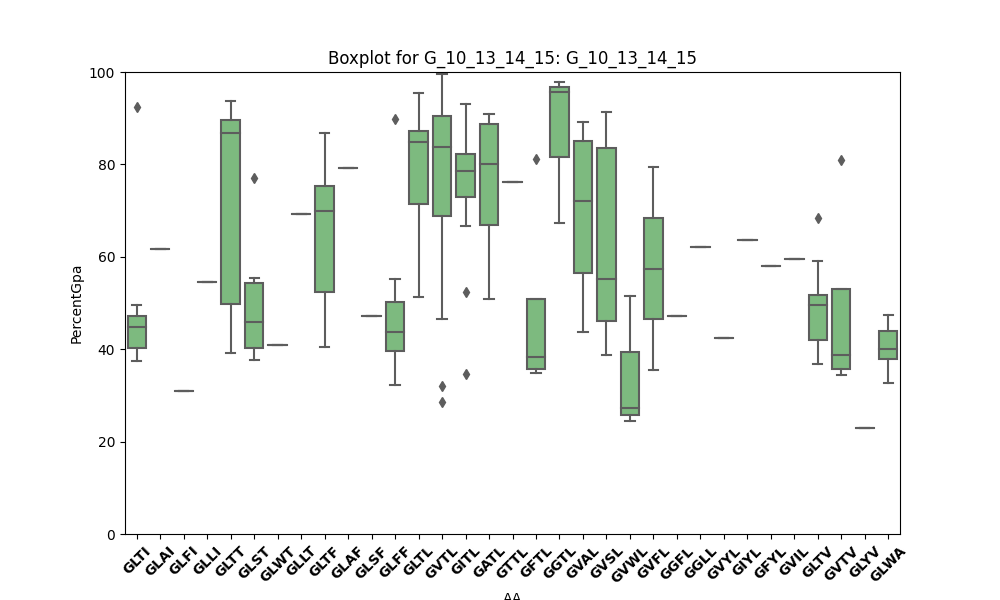 Boxplot for G_10_13_14_15: G_10_13_14_15
100
80
60
40
20
0
PercentGpa
GLTI GLAI GLFI GLLI GLTT GLST GLWT GLLT GLTF GLAF GLSF GLFF GLTL GVTL GITL GATL GTTL GFTL GGTL GVAL GVSL GVWL GVFL GGFL GGLL GVYL GIYL GFYL GVIL GLTV GVTV GLYV GLWA
AA